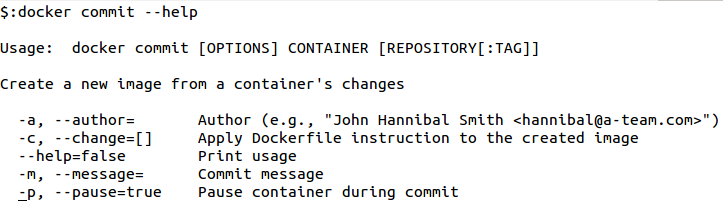 $:docker commit --help
Usage:  docker commit [OPTIONS] CONTAINER [REPOSITORY[:TAG]]
Create a new image from a container's changes
  -a, --author=       Author (e.g., "John Hannibal Smith <hannibal@a-team.com>")
  -c, --change=[]     Apply Dockerfile instruction to the created image
  --help=false        Print usage
  -m, --message=      Commit message
  -p, --pause=true    Pause container during commit